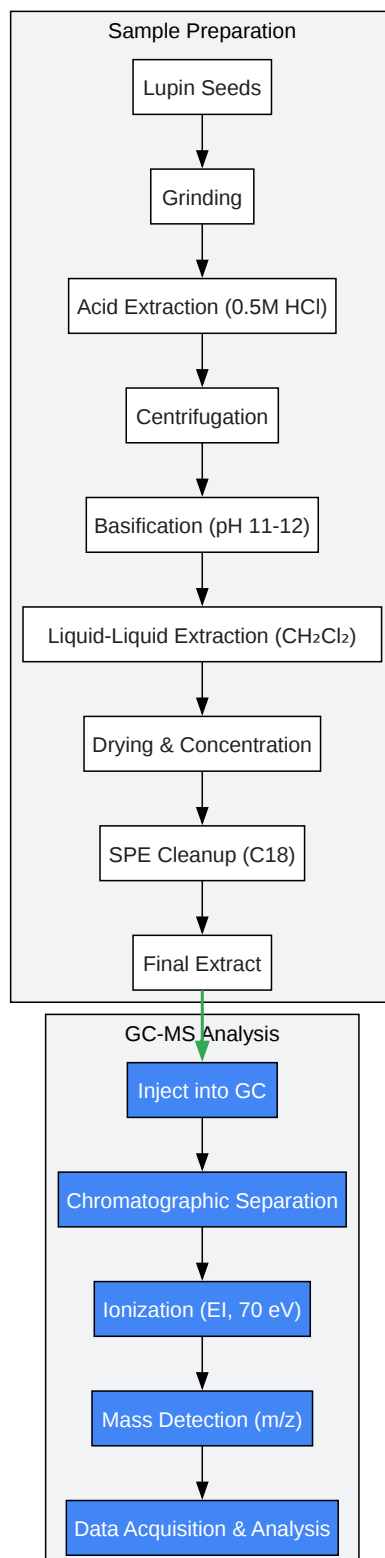 Sample Preparation
Lupin Seeds
Grinding
Acid Extraction (0.5M HCl)
Centrifugation
Basification (pH 11-12)
Liquid-Liquid Extraction (CH₂Cl₂)
Drying & Concentration
SPE Cleanup (C18)
Final Extract
GC-MS Analysis
Inject into GC
Chromatographic Separation
Ionization (EI, 70 eV)
Mass Detection (m/z)
Data Acquisition & Analysis